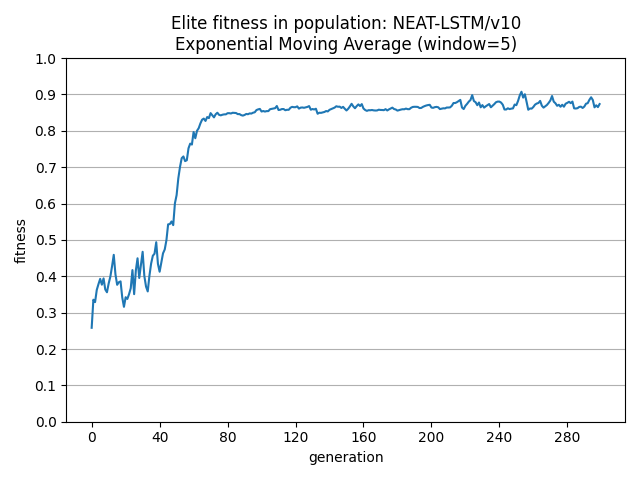 Elite fitness in population: NEAT-LSTM/v10
Exponential Moving Average (window=5)
1.0
0.9
0.8
0.7
0.6
0.5
0.4
0.3
0.2
0.1
0.0
fitness
0 40 80 120 160 200 240 280
generation